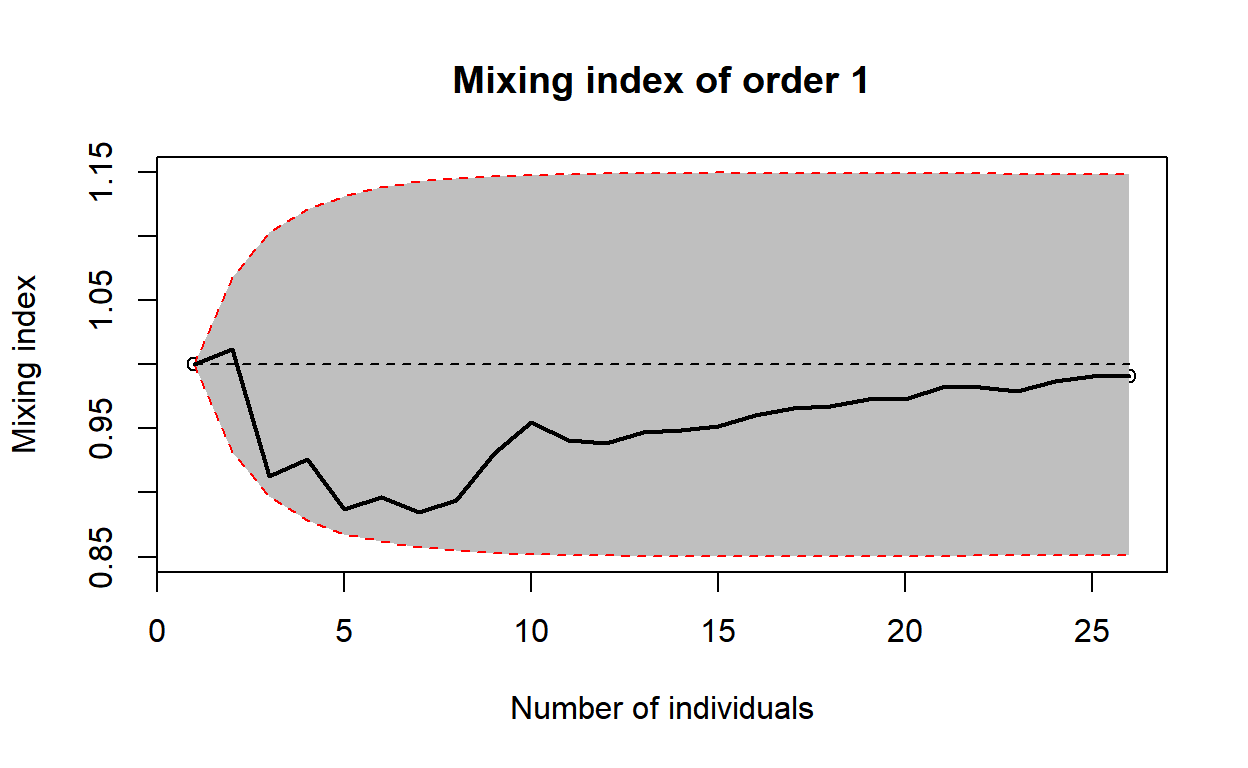 Mixing index of order 1
Mixing index
1.15
1.05
0.95
0.85
0 5 10 15 20 25
Number of individuals